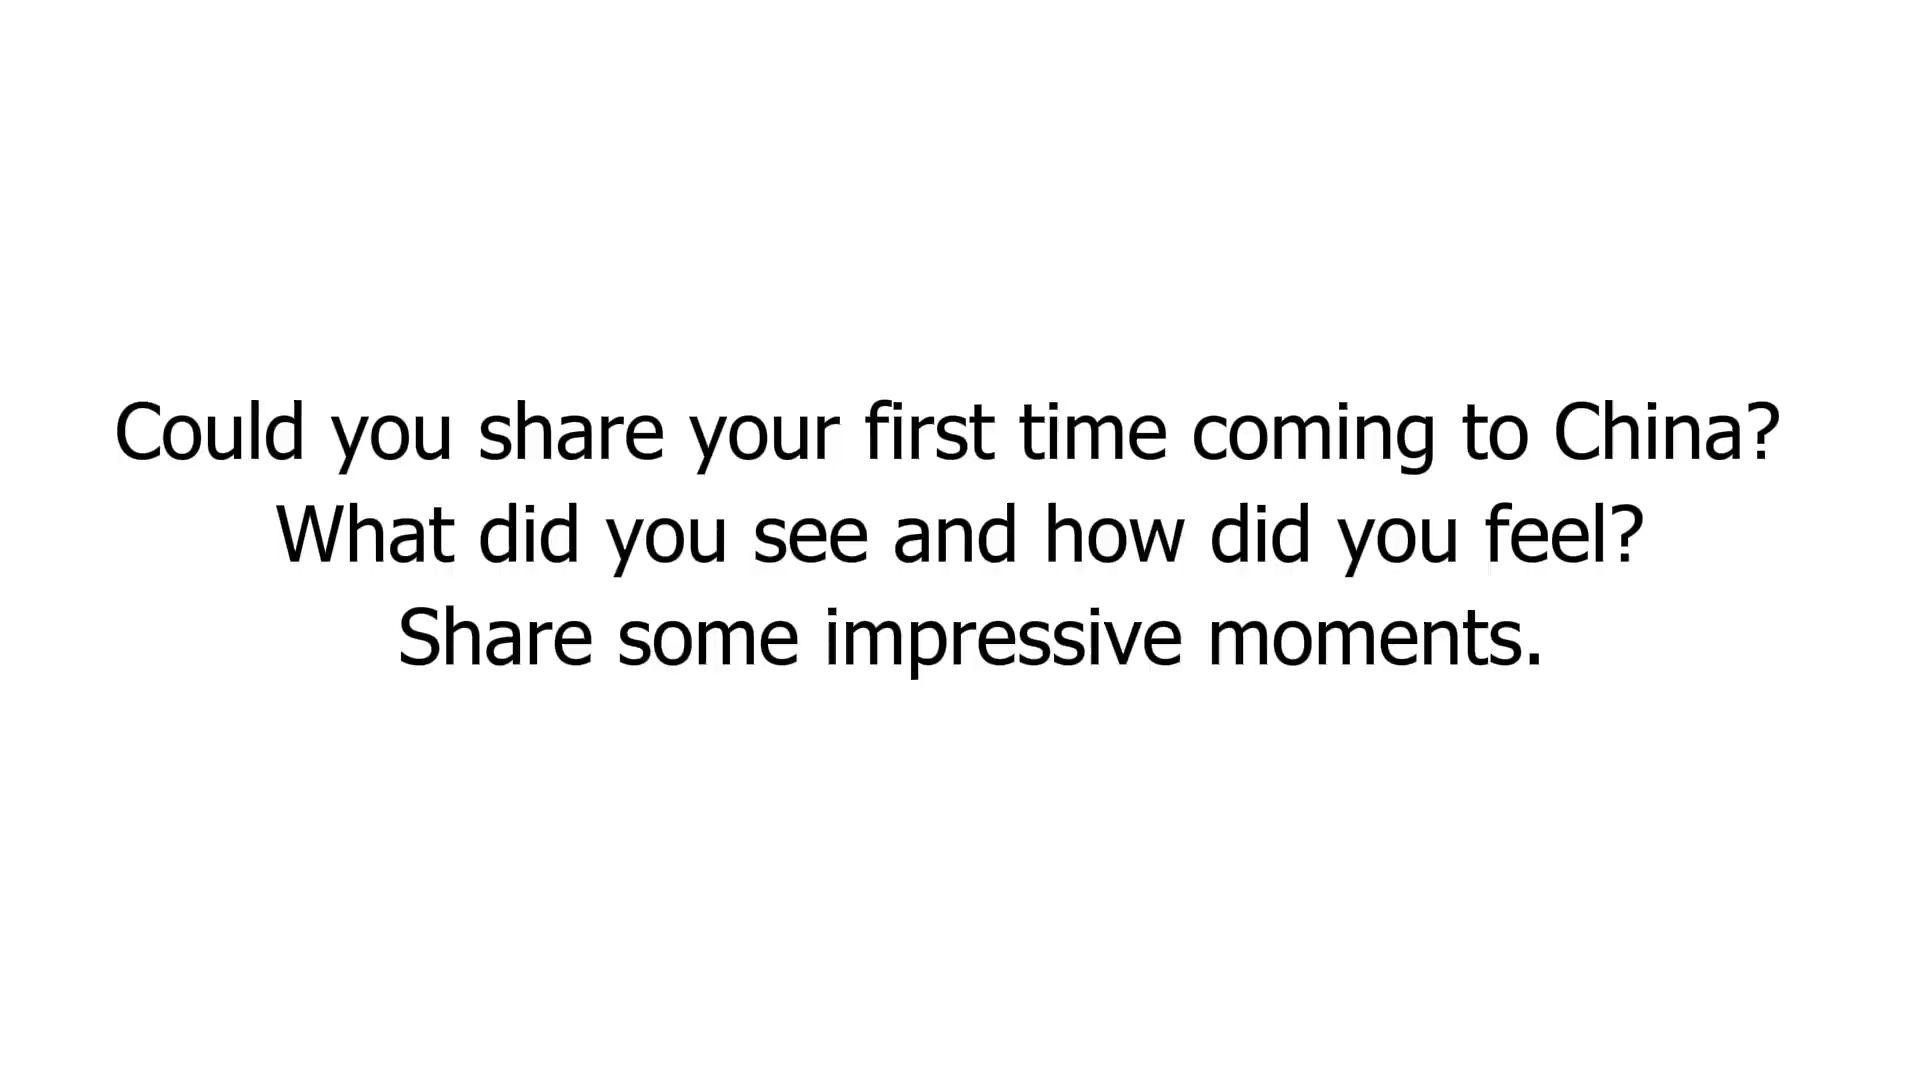 Could you share your first time coming to China?
What did you see and how did you feel?
Share some impressive moments.